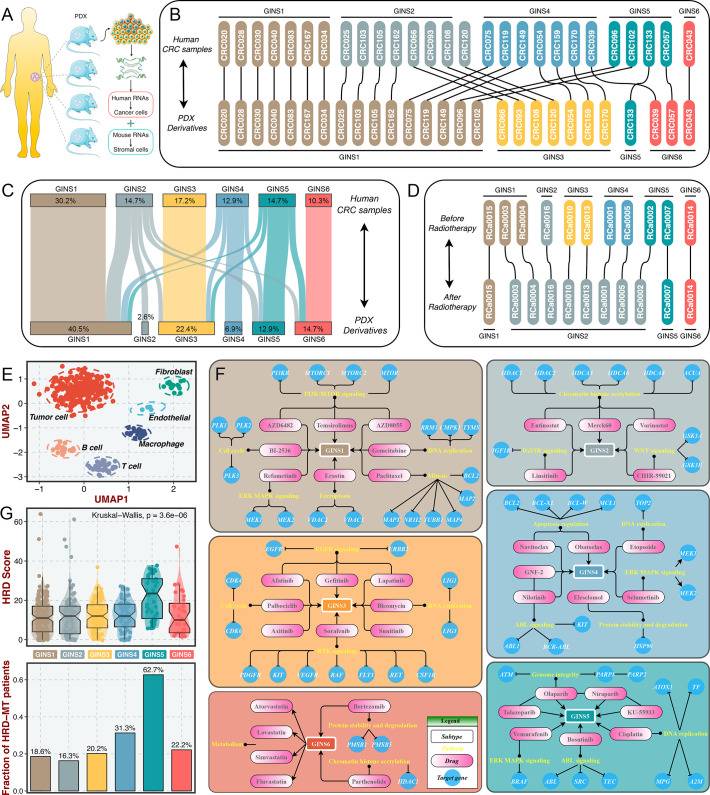 A
PDX
Human RNAs
Cancer cells
+
Mouse RNAs
Stromal cells
B
GINS1
GINS2
GINS4
GINS5
GINS6
Human
CRC samples
CRC020
CRC028
CRC030
CRC040
CRC083
CRC167
CRC034
CRC025
CRC103
CRC105
CRC162
CRC066
CRC093
CRC108
CRC120
CRC075
CRC119
CRC149
CRC054
CRC159
CRC170
CRC039
CRC096
CRC102
CRC133
CRC057
CRC043
PDX
Derivatives
CRC020
CRC028
CRC030
CRC040
CRC083
CRC167
CRC034
CRC025
CRC103
CRC105
CRC162
CRC075
CRC119
CRC149
CRC096
CRC102
CRC066
CRC093
CRC108
CRC120
CRC054
CRC159
CRC170
CRC133
CRC039
CRC057
CRC043
GINS1
GINS3
GINS5
GINS6
C
GINS1
GINS2
GINS3
GINS4
GINS5
GINS6
30.2%
14.7%
17.2%
12.9%
14.7%
10.3%
Human
CRC samples
PDX
Derivatives
2.6%
40.5%
22.4%
6.9%
12.9%
14.7%
GINS1
GINS2
GINS3
GINS4
GINS5
GINS6
D
GINS1
GINS2
GINS3
GINS4
GINS5
GINS6
Before
Radiotherapy
RCa0015
RCa0003
RCa0004
RCa0016
RCa0010
RCa0013
RCa0001
RCa0005
RCa0002
RCa0007
RCa0014
After
Radiotherapy
RCa0015
RCa0003
RCa0004
RCa0016
RCa0010
RCa0013
RCa0001
RCa0005
RCa0002
RCa0007
RCa0014
GINS1
GINS2
GINS5
GINS6
E
UMAP2
1
0
−1
−2
−3
Fibroblast
Tumor cell
Endothelial
Macrophage
B cell
T cell
−1
0
1
2
UMAP1
F
MTORC1
MTORC2
MTOR
PI3K/MTOR signaling
AZD6482
Temsirolimus
AZD8055
PLK1
PLK2
PLK3
Cell cycle
BI-2536
GINS1
Gemcitabine
RRM1
CMPK
TYMS
DNA replication
Refametinib
Erastin
Paclitaxel
Mitosis
BCL2
MAP2
ERK MAPK signaling
Ferroptosis
MEK1
MEK2
VDAC2
VDAC3
MAP1
NR1I2
TUBB1
MAP4
HDAC1
HDAC2
Chromatin histone acetylation
Entinostat
Merck60
Vorinostat
GSK3A
IGF1R
IGF1R signaling
GINS2
WNT signaling
Linsitinib
CHIR-99021
GSK3B
EGFR
EGFR signaling
ERBB2
CDK4
Afatinib
Gefitinib
Lapatinib
LIG1
Cell cycle
Palbociclib
GINS3
Bleomycin
DNA replication
CDK6
Axitinib
Sorafenib
Sunitinib
LIG3
RTK signaling
PDGFR
KIT
VEGFR
RAF
FLT3
RET
CSF1R
BCL2
BCL-XL
BCL-W
MCL1
TOP2
Apoptosis regulation
DNA replication
Navitoclax
Obatoclax
Etoposide
MEK1
GNF-2
GINS4
ERK MAPK signaling
Nilotinib
Elesclomol
Selumetinib
MEK2
ABL signaling
KIT
Protein stability and degradation
ABL1
BCR-ABL
HSP90
ATM
Genome integrity
PARP1
PARP2
ATOX1
TF
Olaparib
Niraparib
Talazoparib
GINS5
KU-55933
Vemurafenib
Bosutinib
Cisplatin
DNA replication
ERK MAPK signaling
ABL signaling
BRAF
ABL
SRC
TEC
MPG
A2M
Atorvastatin
Bortezomib
Lovastatin
Protein stability and degradation
Metabolism
GINS6
PMSB1
PMSB5
Simvastatin
Chromatin histone acetylation
Fluvastatin
Parthenolide
HDAC
Legend
Subtype
Pathway
Drug
Target gene
G
Kruskal−Wallis, p = 3.6e−06
HRD Score
60
40
20
0
GINS1
GINS2
GINS3
GINS4
GINS5
GINS6
Fraction of HRD−MT
0.6
0.4
0.2
0.0
18.6%
16.3%
20.2%
31.3%
62.7%
22.2%